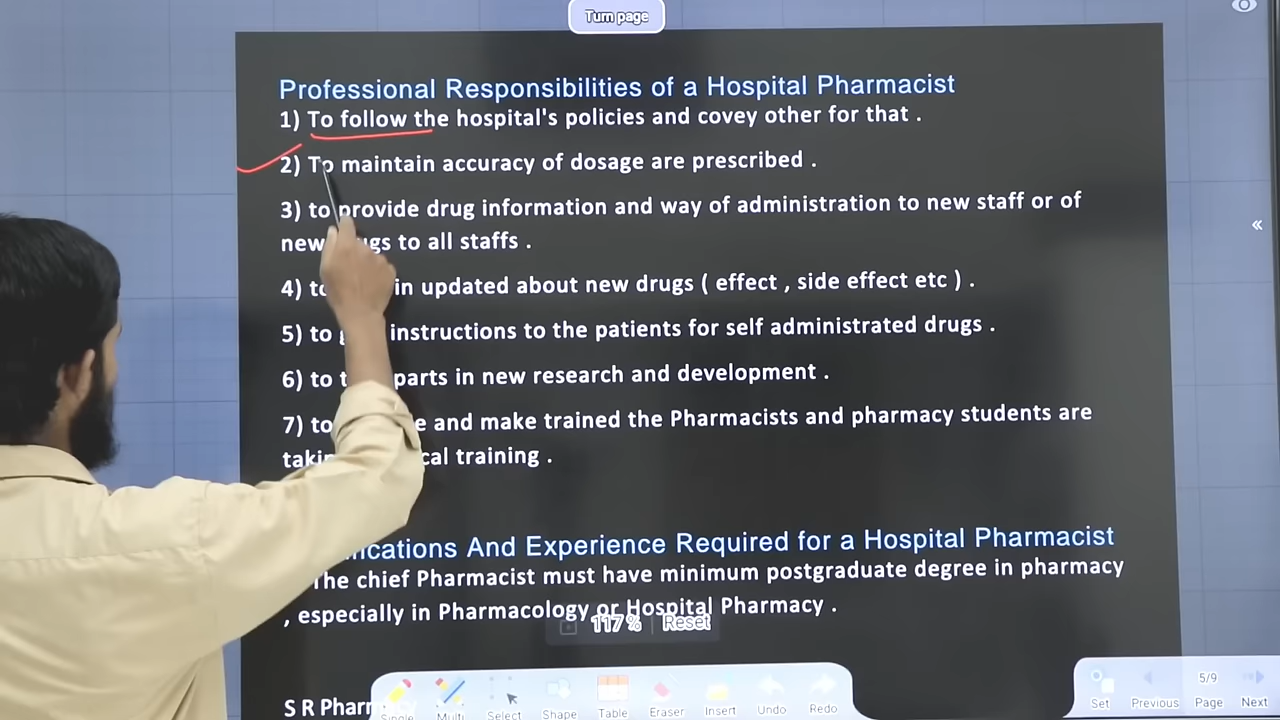 Turn page
Professional Responsibilities of a Hospital Pharmacist
1) To follow the hospital's policies and covey other for that .
2) To maintain accuracy of dosage are prescribed .
3) to provide drug information and way of administration to new staff or of
new to all staffs .
4) updated about new drugs ( effect , side effect etc ) .
5) to instructions to the patients for self administrated drugs .
6) to parts in new research and development .
7) to and make trained the Pharmacists and pharmacy students are
training .
And Experience Required for a Hospital Pharmacist
The chief Pharmacist must have minimum postgraduate degree in pharmacy
, especially in Pharmacology or Hospital Pharmacy .
117% Reset
S R
Single Multi Select Shape Table Eraser Insert Undo Redo
5/9
Set Previous Page Next